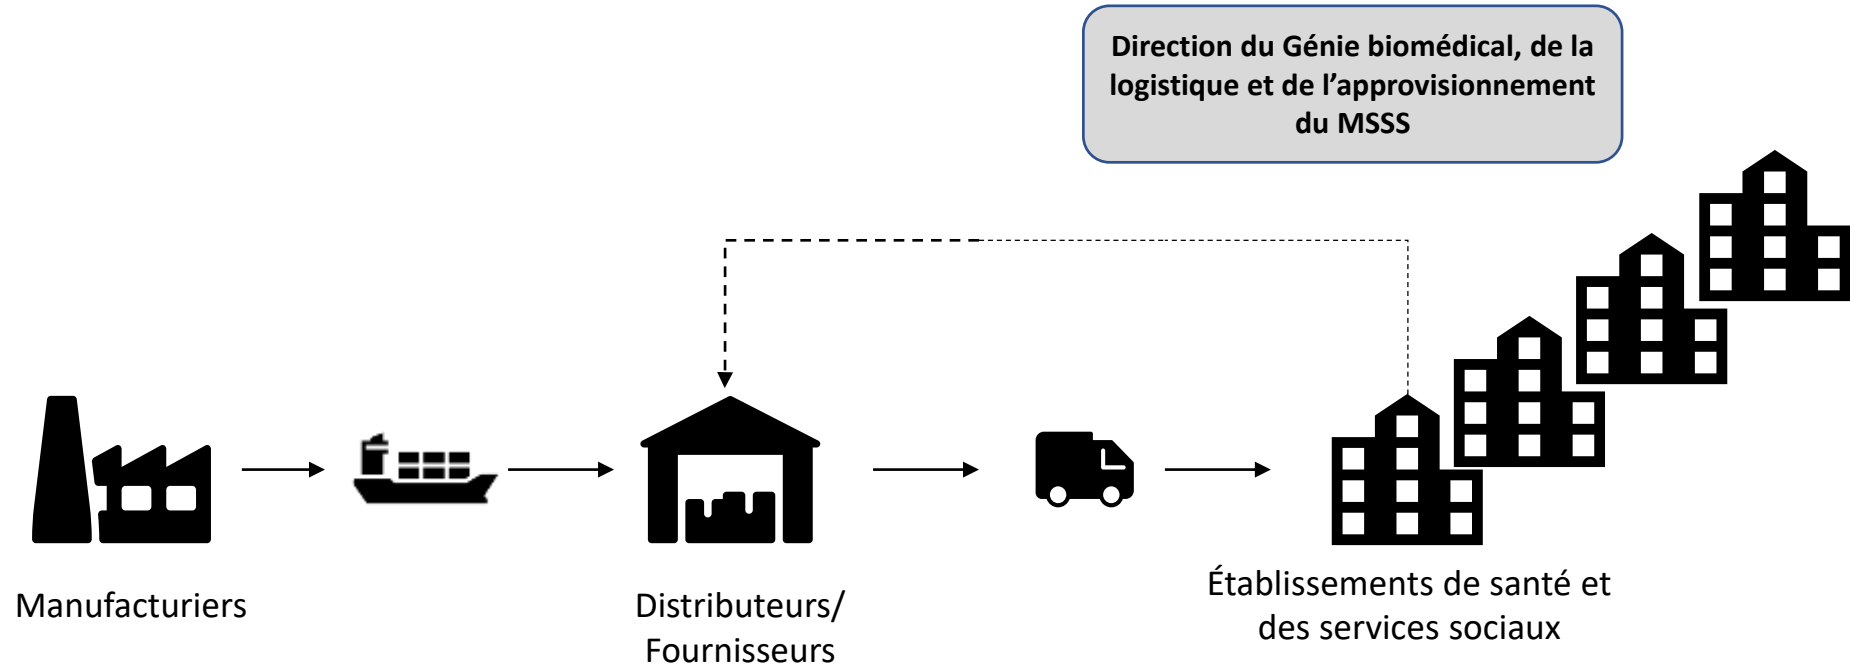 Direction du Génie biomédical, de la
logistique et de l’approvisionnement
du MSSS
Manufacturiers
Distributeurs/
Fournisseurs
Établissements de santé et
des services sociaux